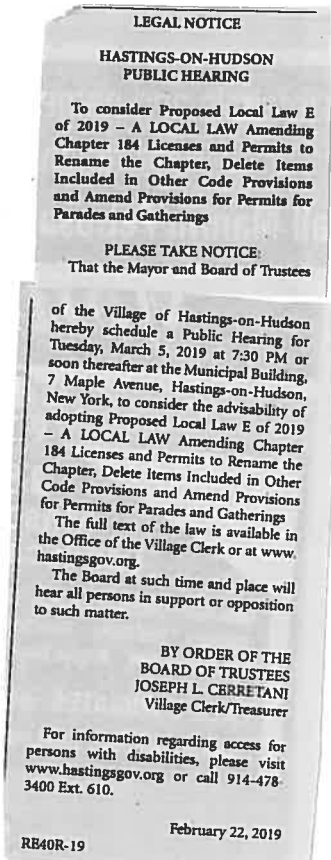 LEGAL NOTICE
HASTINGS-ON-HUDSON
PUBLIC HEARING
To consider Proposed Local Law E
of 2019 – A LOCAL LAW Amending
Chapter 184 Licenses and Permits to
Rename the Chapter, Delete Items
Included in Other Code Provisions
and Amend Provisions for Permits for
Parades and Gatherings
PLEASE TAKE NOTICE:
That the Mayor and Board of Trustees
of the Village of Hastings-on-Hudson
hereby schedule a Public Hearing for
Tuesday, March 5, 2019 at 7:30 PM or
soon thereafter at the Municipal Building,
7 Maple Avenue, Hastings-on-Hudson,
New York, to consider the advisability of
adopting Proposed Local Law E of 2019
– A LOCAL LAW Amending Chapter
184 Licenses and Permits to Rename the
Chapter, Delete Items Included in Other
Code Provisions and Amend Provisions
for Permits for Parades and Gatherings
The full text of the law is available in
the Office of the Village Clerk or at www.
hastingsgov.org.
The Board at such time and place will
hear all persons in support or opposition
to such matter.
BY ORDER OF THE
BOARD OF TRUSTEES
JOSEPH L. CERRETANI
Village Clerk/Treasurer
For information regarding access for
persons with disabilities, please visit
www.hastingsgov.org or call 914-478-
3400 Ext. 610.
February 22, 2019
RE40R-19